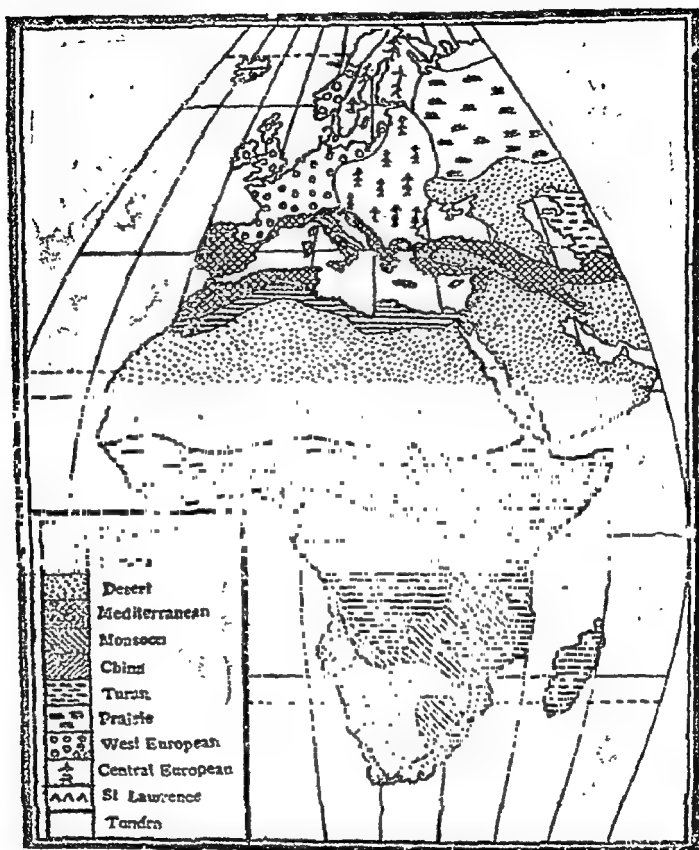 Desert
Mediterranean
Monsoon
China
Turan
Prairie
West European
Central European
St Lawrence
Tundra